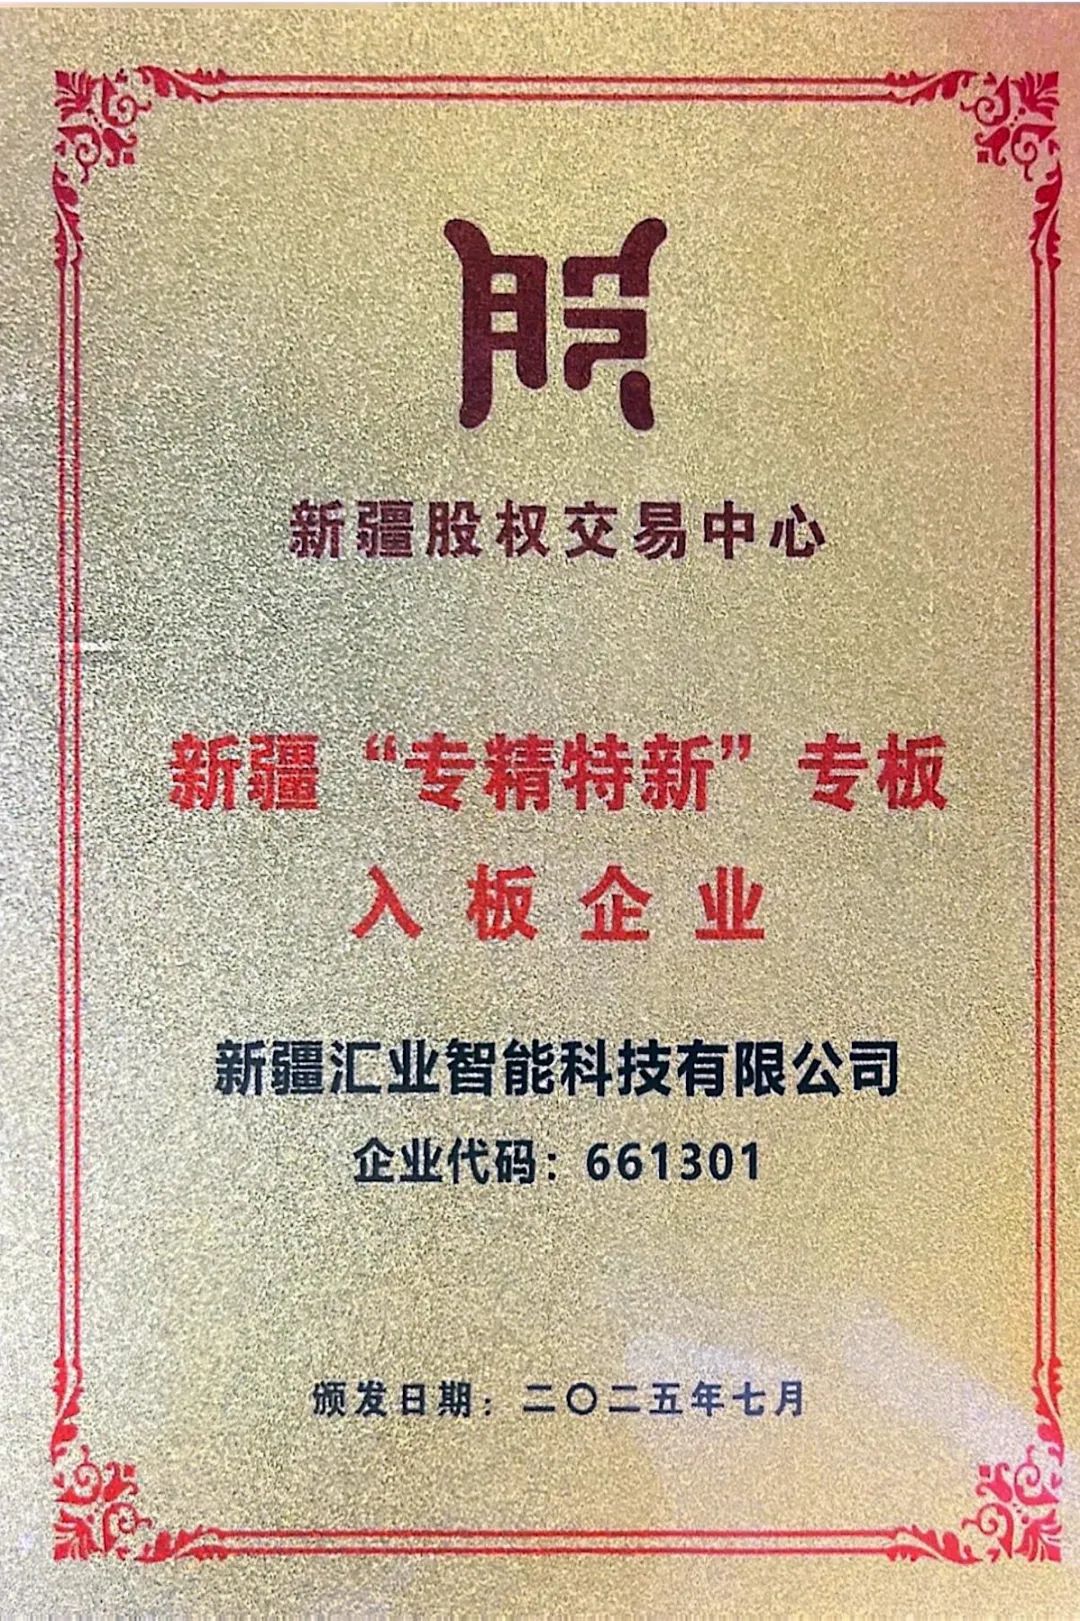 股
新疆股权交易中心
新疆“专精特新”专板
入板企业
新疆汇业智能科技有限公司
企业代码：661301
颁发日期：二〇二五年七月